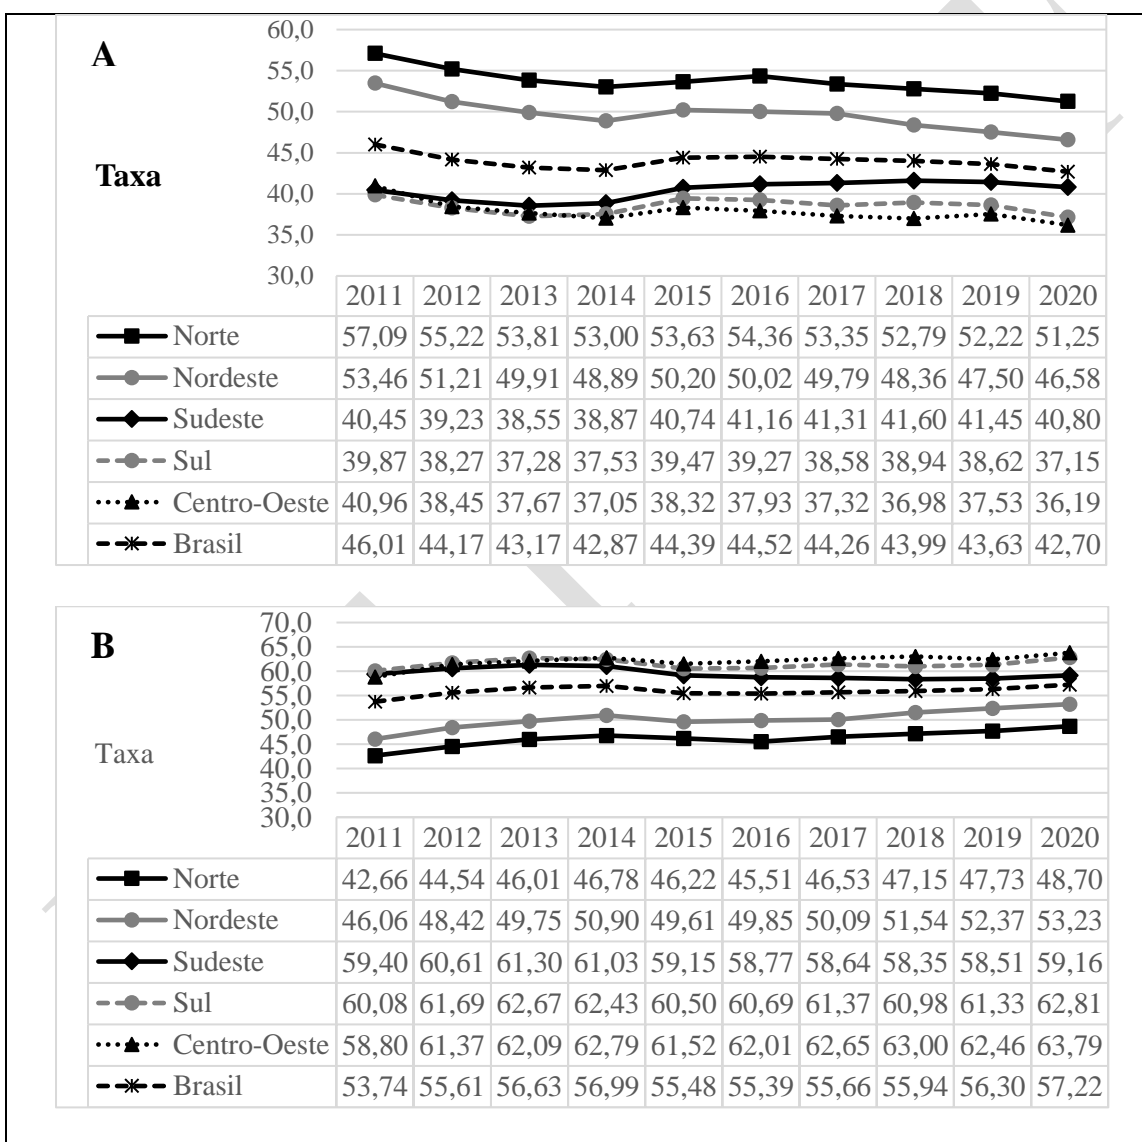 A
Taxa
60,0
55,0
50,0
45,0
40,0
35,0
30,0
2011 2012 2013 2014 2015 2016 2017 2018 2019 2020
Norte 57,09 55,22 53,81 53,00 53,63 54,36 53,35 52,79 52,22 51,25
Nordeste 53,46 51,21 49,91 48,89 50,20 50,02 49,79 48,36 47,50 46,58
Sudeste 40,45 39,23 38,55 38,87 40,74 41,16 41,31 41,60 41,45 40,80
Sul 39,87 38,27 37,28 37,53 39,47 39,27 38,58 38,94 38,62 37,15
Centro-Oeste 40,96 38,45 37,67 37,05 38,32 37,93 37,32 36,98 37,53 36,19
Brasil 46,01 44,17 43,17 42,87 44,39 44,52 44,26 43,99 43,63 42,70
B
Taxa
70,0
65,0
60,0
55,0
50,0
45,0
40,0
35,0
30,0
2011 2012 2013 2014 2015 2016 2017 2018 2019 2020
Norte 42,66 44,54 46,01 46,78 46,22 45,51 46,53 47,15 47,73 48,70
Nordeste 46,06 48,42 49,75 50,90 49,61 49,85 50,09 51,54 52,37 53,23
Sudeste 59,40 60,61 61,30 61,03 59,15 58,77 58,64 58,35 58,51 59,16
Sul 60,08 61,69 62,67 62,43 60,50 60,69 61,37 60,98 61,33 62,81
Centro-Oeste 58,80 61,37 62,09 62,79 61,52 62,01 62,65 63,00 62,46 63,79
Brasil 53,74 55,61 56,63 56,99 55,48 55,39 55,66 55,94 56,30 57,22